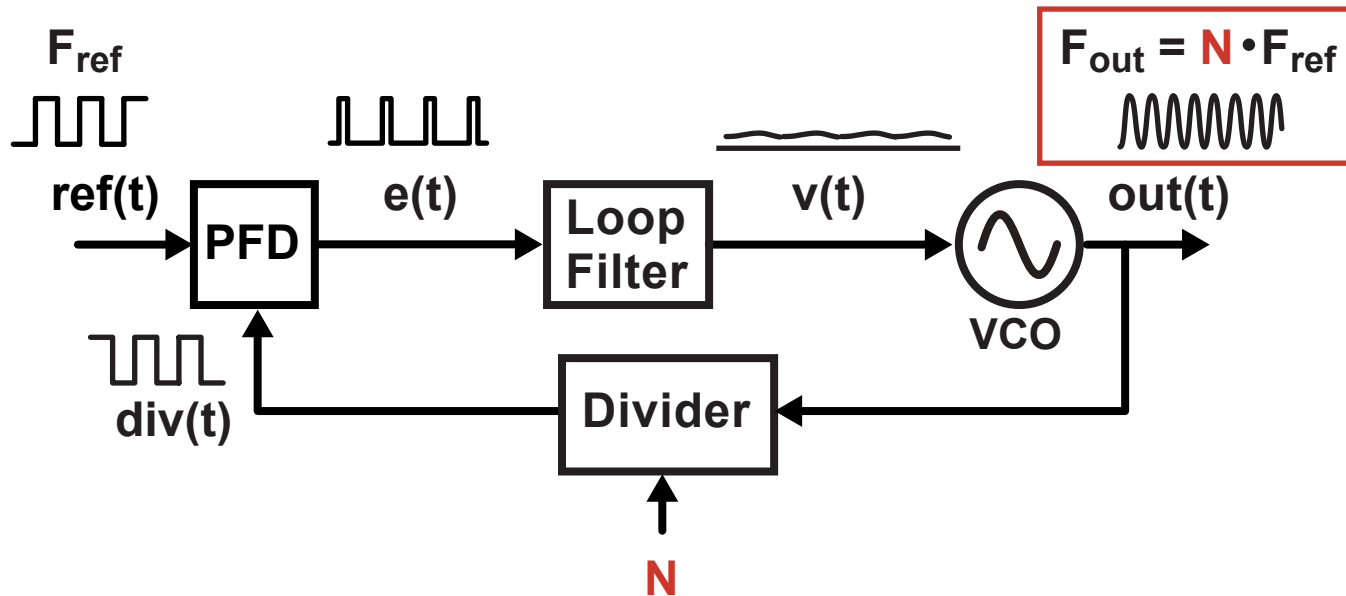 Fref
Fout = N•Fref
ref(t)
e(t)
v(t)
out(t)
PFD
Loop
Filter
VCO
div(t)
Divider
N